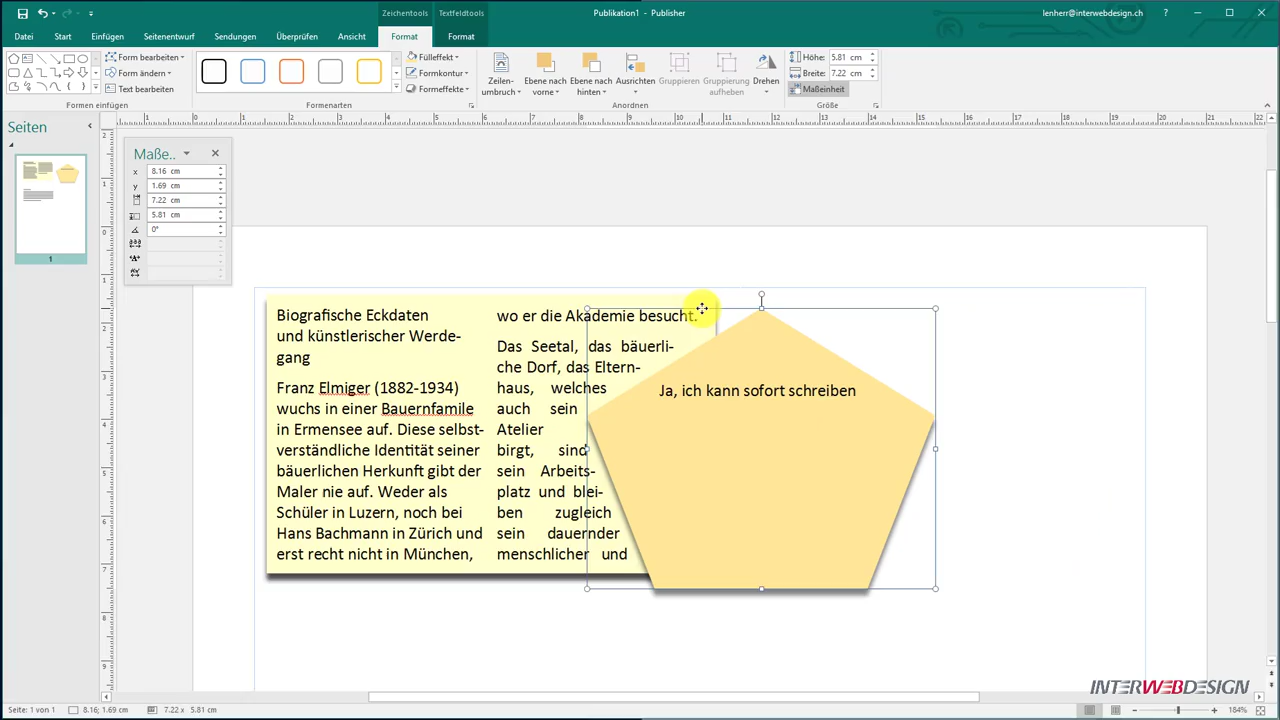 Zeichentools
Textfeldtools
Publikation1 - Publisher
lenherr@interwebdesign.ch
?
Datei
Start
Einfügen
Seitenentwurf
Sendungen
Überprüfen
Ansicht
Format
Format
Form bearbeiten
Form ändern
Text bearbeiten
Formen einfügen
Formenarten
Fülleffekt
Formkontur
Formeffekte
Zeilen-
umbruch
Ebene nach
vorne
Ebene nach
hinten
Ausrichten
Gruppieren
Gruppierung
aufheben
Drehen
Anordnen
Höhe: 5.81 cm
Breite: 7.22 cm
Maßeinheit
Größe
Seiten
1
Maße..
x 8.16 cm
y 1.69 cm
7.22 cm
5.81 cm
0°
Biografische Eckdaten
und künstlerischer Werde-
gang
Franz Elmiger (1882-1934)
wuchs in einer Bauernfamile
in Ermensee auf. Diese selbst-
verständliche Identität seiner
bäuerlichen Herkunft gibt der
Maler nie auf. Weder als
Schüler in Luzern, noch bei
Hans Bachmann in Zürich und
erst recht nicht in München,
wo er die Akademie besucht.
Das Seetal, das bäuerli-
che Dorf, das Eltern-
haus, welches
auch sein
Atelier
birgt, sind
sein Arbeits-
platz und blei-
ben zugleich
sein dauernder
menschlicher und
Ja, ich kann sofort schreiben
INTERWEBDESIGN
Seite: 1 von 1
8.16; 1.69 cm
7.22 x 5.81 cm
184%